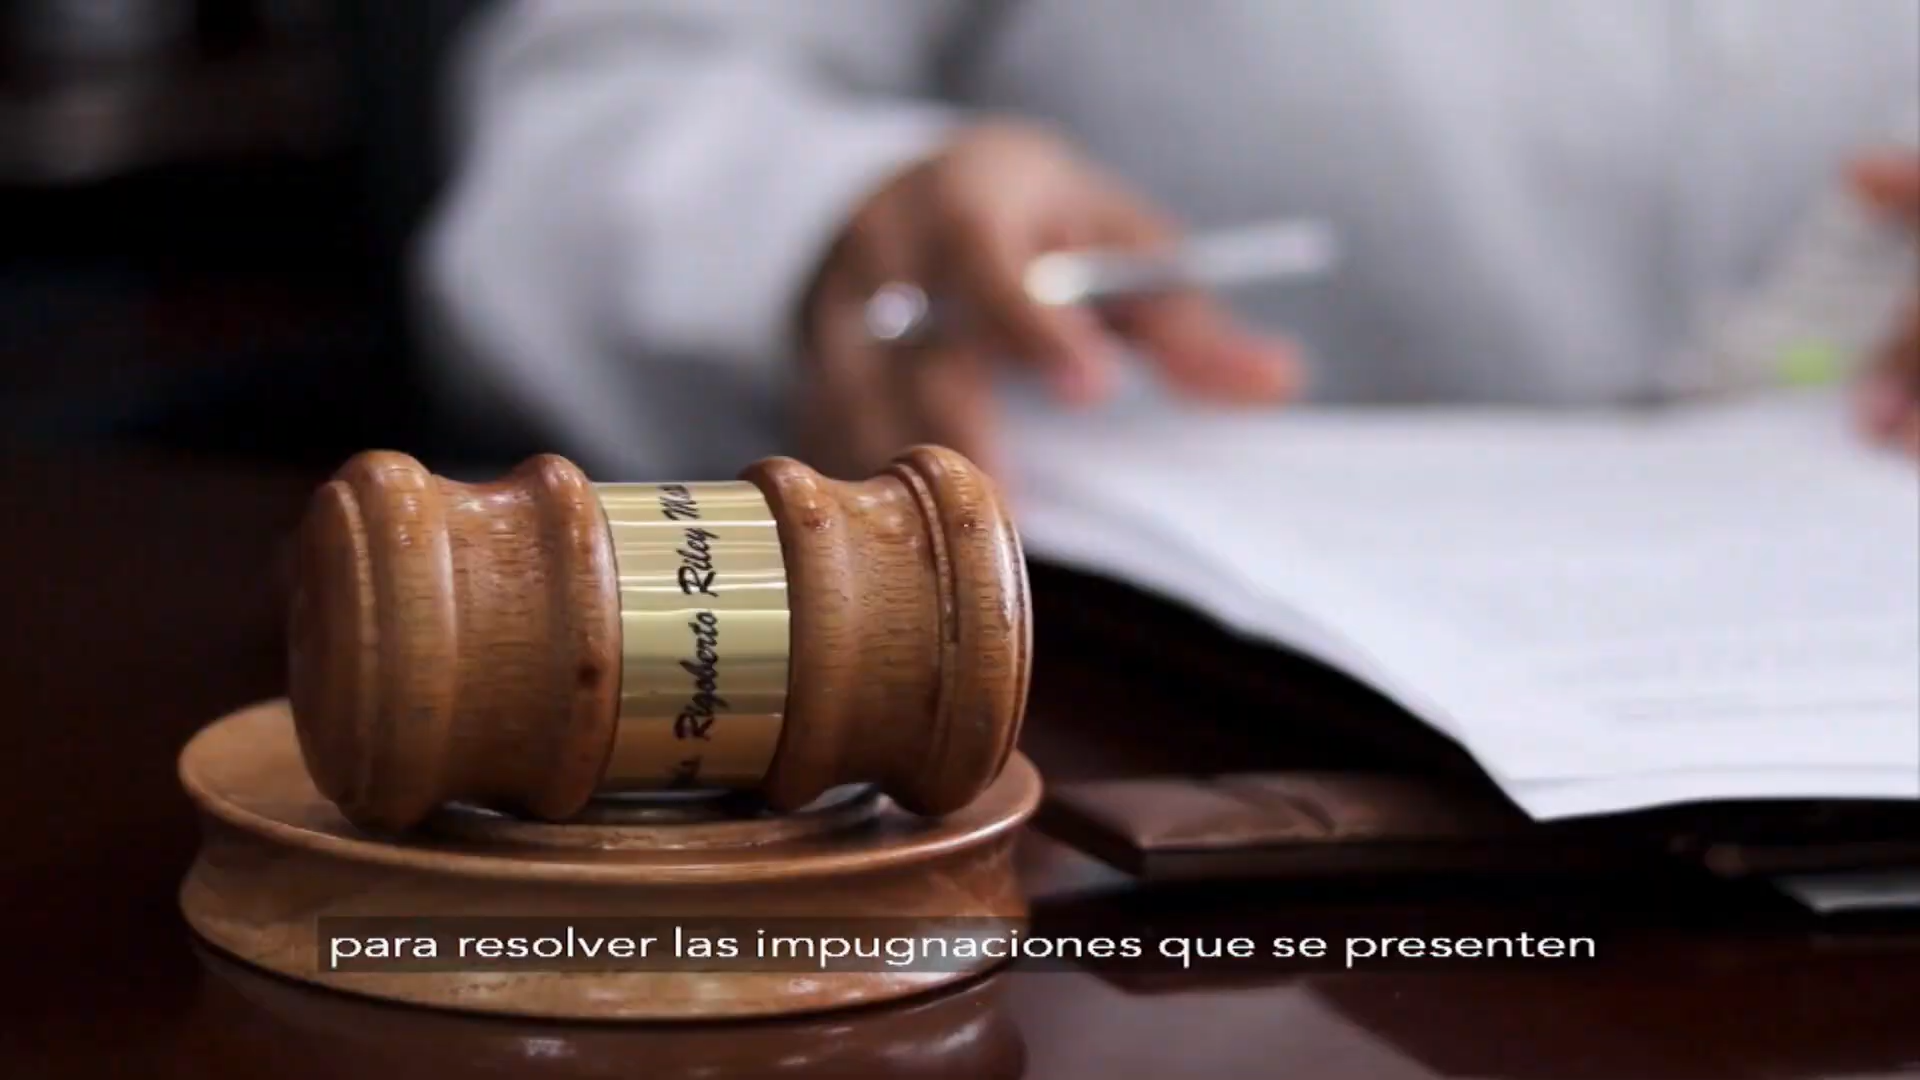 Rigoberto Riley
para resolver las impugnaciones que se presenten